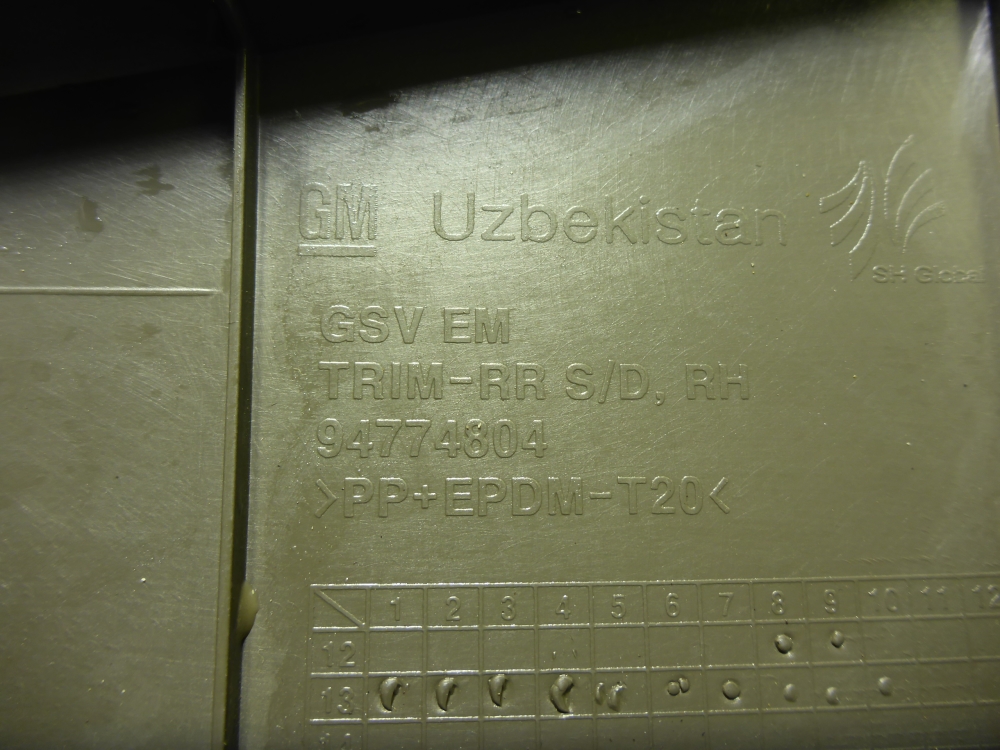 GM Uzbekistan
SH Global
GSV EM
TRIM-RR S/D, RH
94774804
>PP+EPDM-T20<
1 2 3 4 5 6 7 8 9 10 11 12
12
13